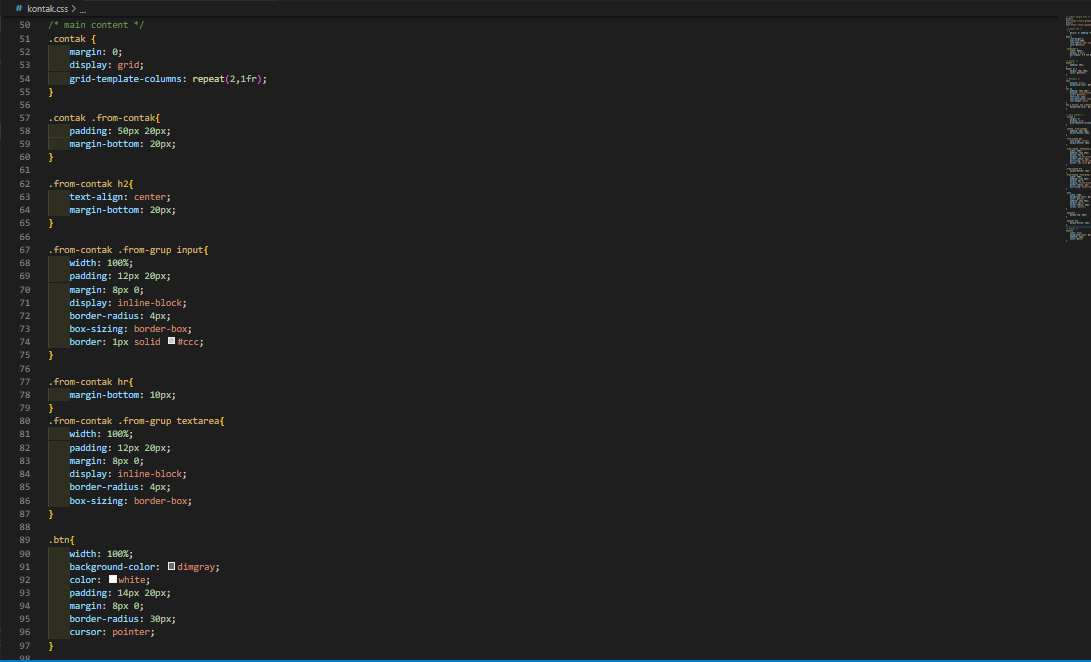 # kontak.css > ...
50 /* main content */
51 .contak {
52 margin: 0;
53 display: grid;
54 grid-template-columns: repeat(2,1fr);
55 }
56
57 .contak .from-contak{
58 padding: 50px 20px;
59 margin-bottom: 20px;
60 }
61
62 .from-contak h2{
63 text-align: center;
64 margin-bottom: 20px;
65 }
66
67 .from-contak .from-grup input{
68 width: 100%;
69 padding: 12px 20px;
70 margin: 8px 0;
71 display: inline-block;
72 border-radius: 4px;
73 box-sizing: border-box;
74 border: 1px solid #ccc;
75 }
76
77 .from-contak hr{
78 margin-bottom: 10px;
79 }
80 .from-contak .from-grup textarea{
81 width: 100%;
82 padding: 12px 20px;
83 margin: 8px 0;
84 display: inline-block;
85 border-radius: 4px;
86 box-sizing: border-box;
87 }
88
89 .btn{
90 width: 100%;
91 background-color: dimgray;
92 color: white;
93 padding: 14px 20px;
94 margin: 8px 0;
95 border-radius: 30px;
96 cursor: pointer;
97 }
98